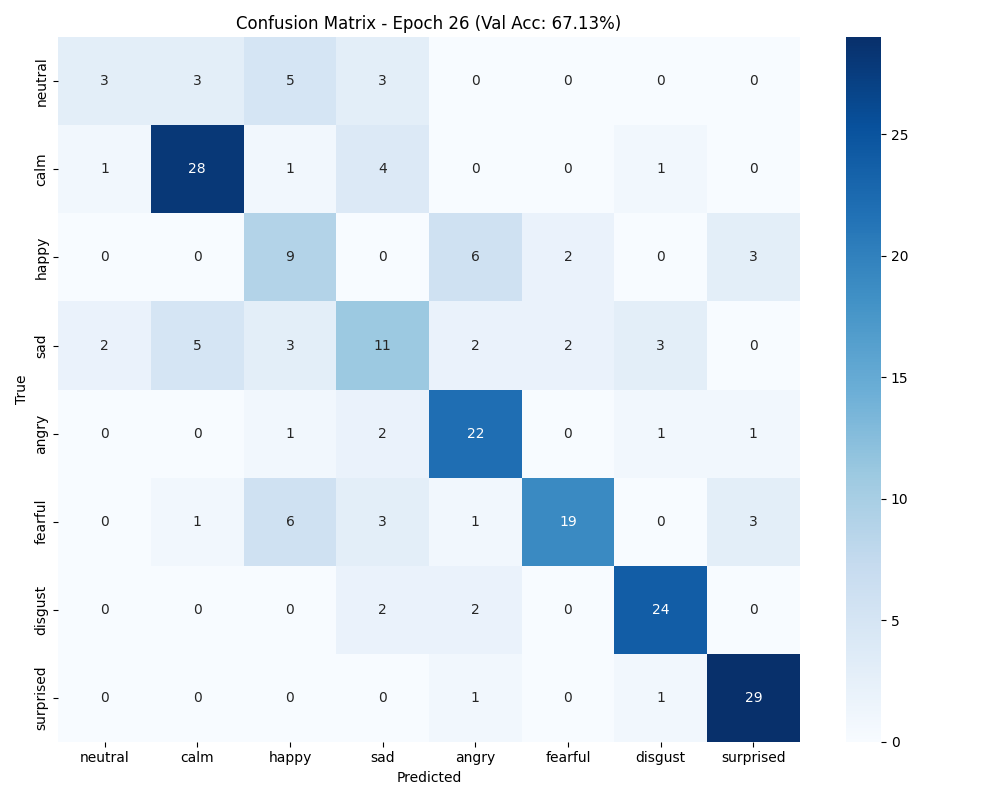 Confusion Matrix - Epoch 26 (Val Acc: 67.13%)
neutral 3 3 5 3 0 0 0 0
calm 1 28 1 4 0 0 1 0
happy 0 0 9 0 6 2 0 3
sad 2 5 3 11 2 2 3 0
angry 0 0 1 2 22 0 1 1
fearful 0 1 6 3 1 19 0 3
disgust 0 0 0 2 2 0 24 0
surprised 0 0 0 0 1 0 1 29
True
neutral calm happy sad angry fearful disgust surprised
Predicted
25
20
15
10
5
0